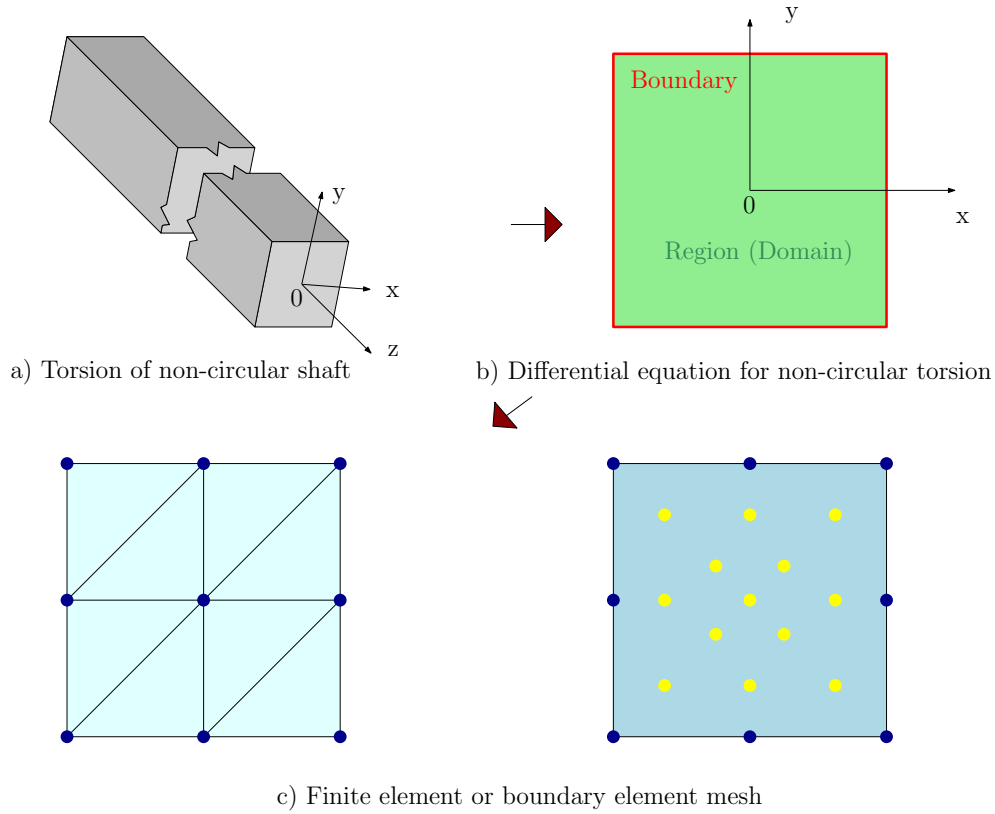 y
x
0
z
a) Torsion of non-circular shaft
y
Boundary
0
x
Region (Domain)
b) Differential equation for non-circular torsion
c) Finite element or boundary element mesh